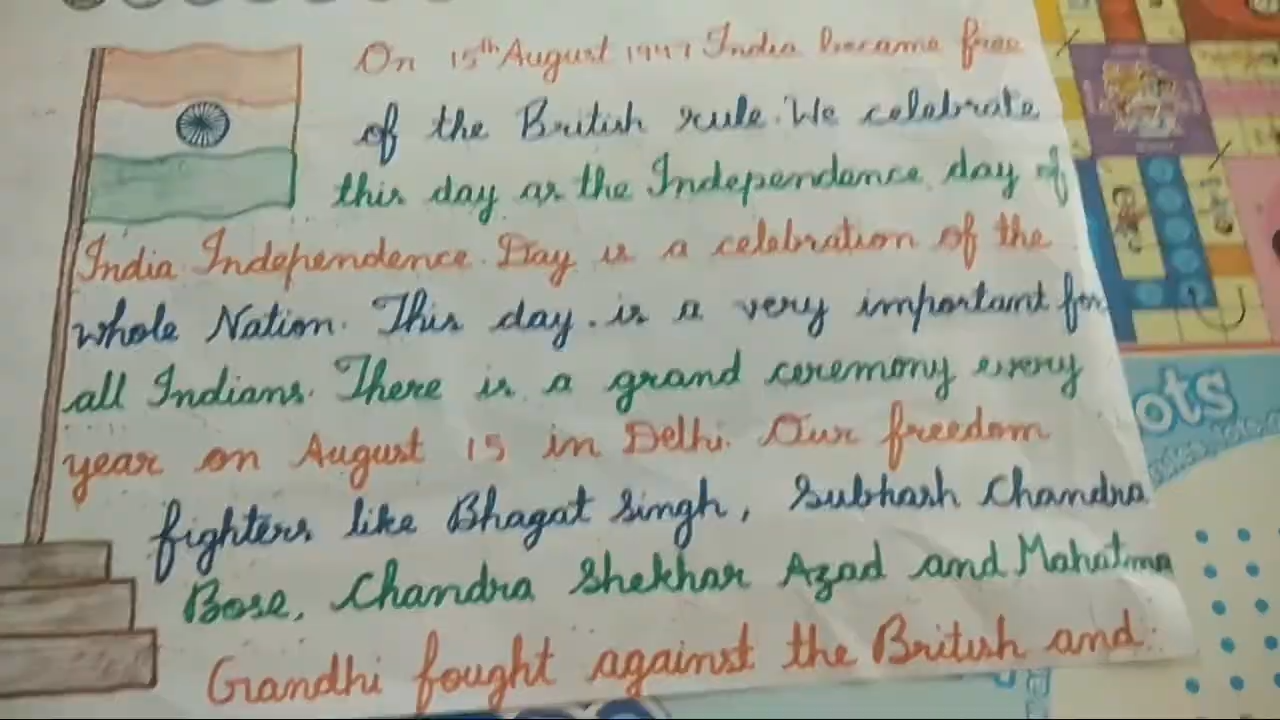 On 15th August 1947 India became free
of the British rule. We celebrate
this day as the Independence day of
India Independence Day is a celebration of the
whole Nation. This day. is a very important for
all Indians. There is a grand ceremony every
year on August 15 in Delhi. Our freedom
fighters like Bhagat Singh, Subhash Chandra
Bose, Chandra Shekhar Azad and Mahatma
Gandhi fought against the British and
ots